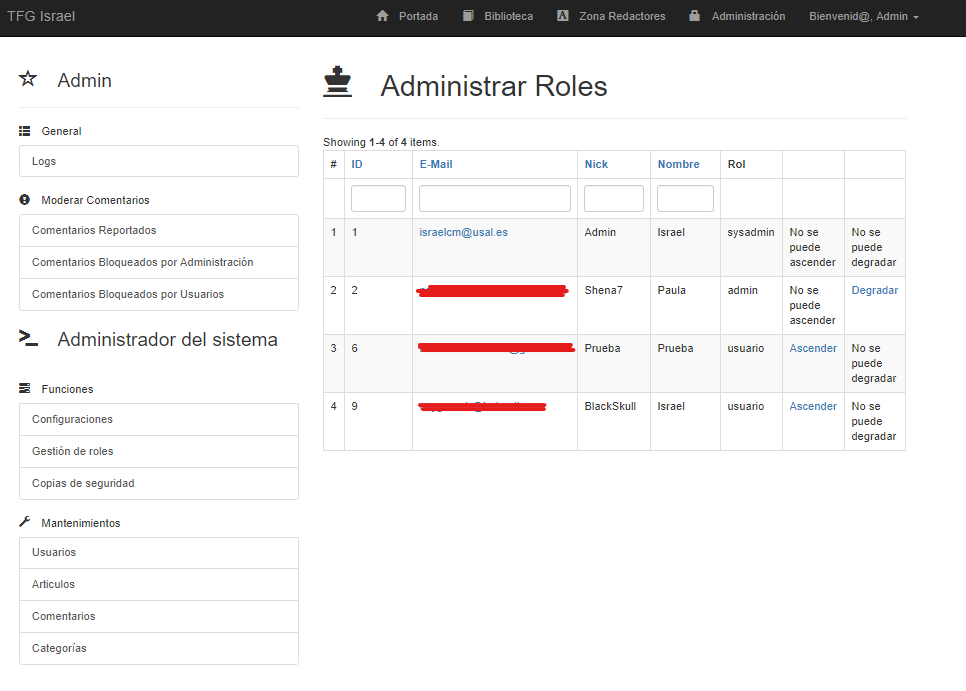 TFG Israel
Portada
Biblioteca
Zona Redactores
Administración
Bienvenid@, Admin
Admin
General
Logs
Moderar Comentarios
Comentarios Reportados
Comentarios Bloqueados por Administración
Comentarios Bloqueados por Usuarios
Administrador del sistema
Funciones
Configuraciones
Gestión de roles
Copias de seguridad
Mantenimientos
Usuarios
Articulos
Comentarios
Categorías
Administrar Roles
Showing 1-4 of 4 items.
# ID E-Mail Nick Nombre Rol
1 1 israelcm@usal.es Admin Israel sysadmin No se puede ascender No se puede degradar
2 2 Shena7 Paula admin No se puede ascender Degradar
3 6 Prueba Prueba usuario Ascender No se puede degradar
4 9 BlackSkull Israel usuario Ascender No se puede degradar